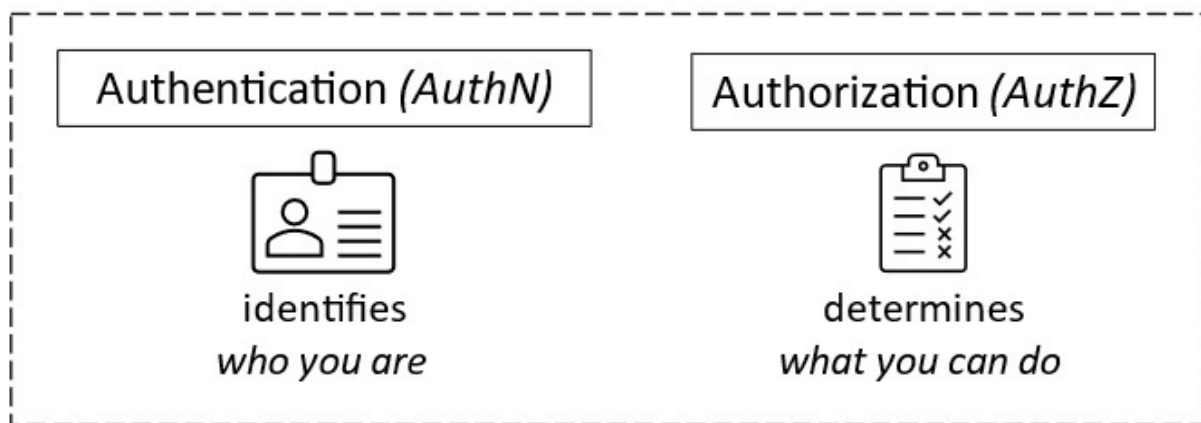 Authentication (AuthN)
identifies
who you are
Authorization (AuthZ)
determines
what you can do